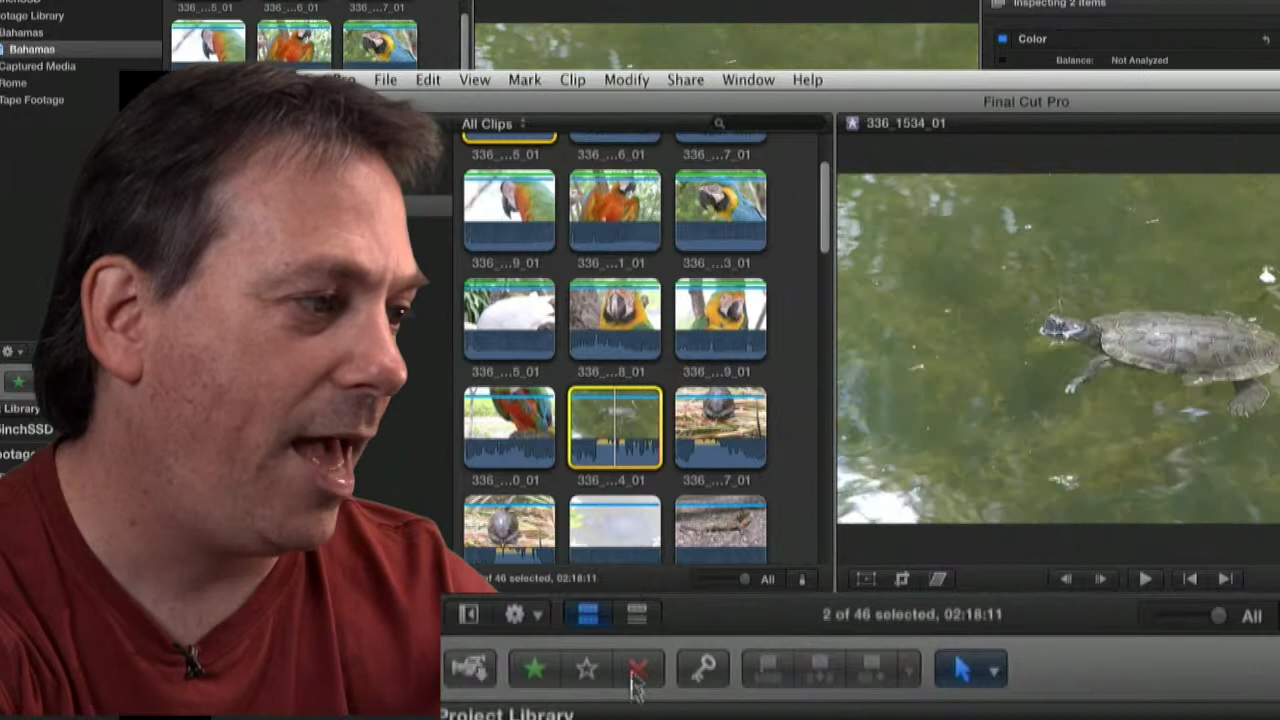 336_...5_01
336_...6_01
336_...7_01
Inspecting 2 items
otage Library
Bahamas
Bahamas
Captured Media
Rome
Tape Footage
Color
Balance: Not Analyzed
File Edit View Mark Clip Modify Share Window Help
Final Cut Pro
All Clips
336_1534_01
336_...5_01
336_...6_01
336_...7_01
336_...9_01
336_...1_01
336_...3_01
336_...5_01
336_...8_01
336_...9_01
336_...0_01
336_...4_01
336_...7_01
t Library
inchSSD
ootage
of 46 selected, 02:18:11
All
2 of 46 selected, 02:18:11
All
Project Library